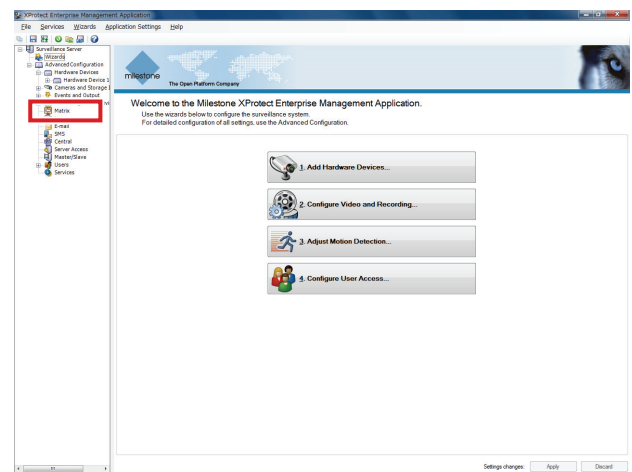 XProtect Enterprise Management Application
File Services Wizards Application Settings Help
Surveillance Server
Wizards
Advanced Configuration
Hardware Devices
Hardware Device 1
Cameras and Storage I
Events and Output
Matrix
E-mail
SMS
Central
Server Access
Master/Slave
Users
Services
milestone
The Open Platform Company
Welcome to the Milestone XProtect Enterprise Management Application.
Use the wizards below to configure the surveillance system.
For detailed configuration of all settings, use the Advanced Configuration.
1. Add Hardware Devices...
2. Configure Video and Recording...
3. Adjust Motion Detection...
4. Configure User Access...
Settings changes: Apply Discard